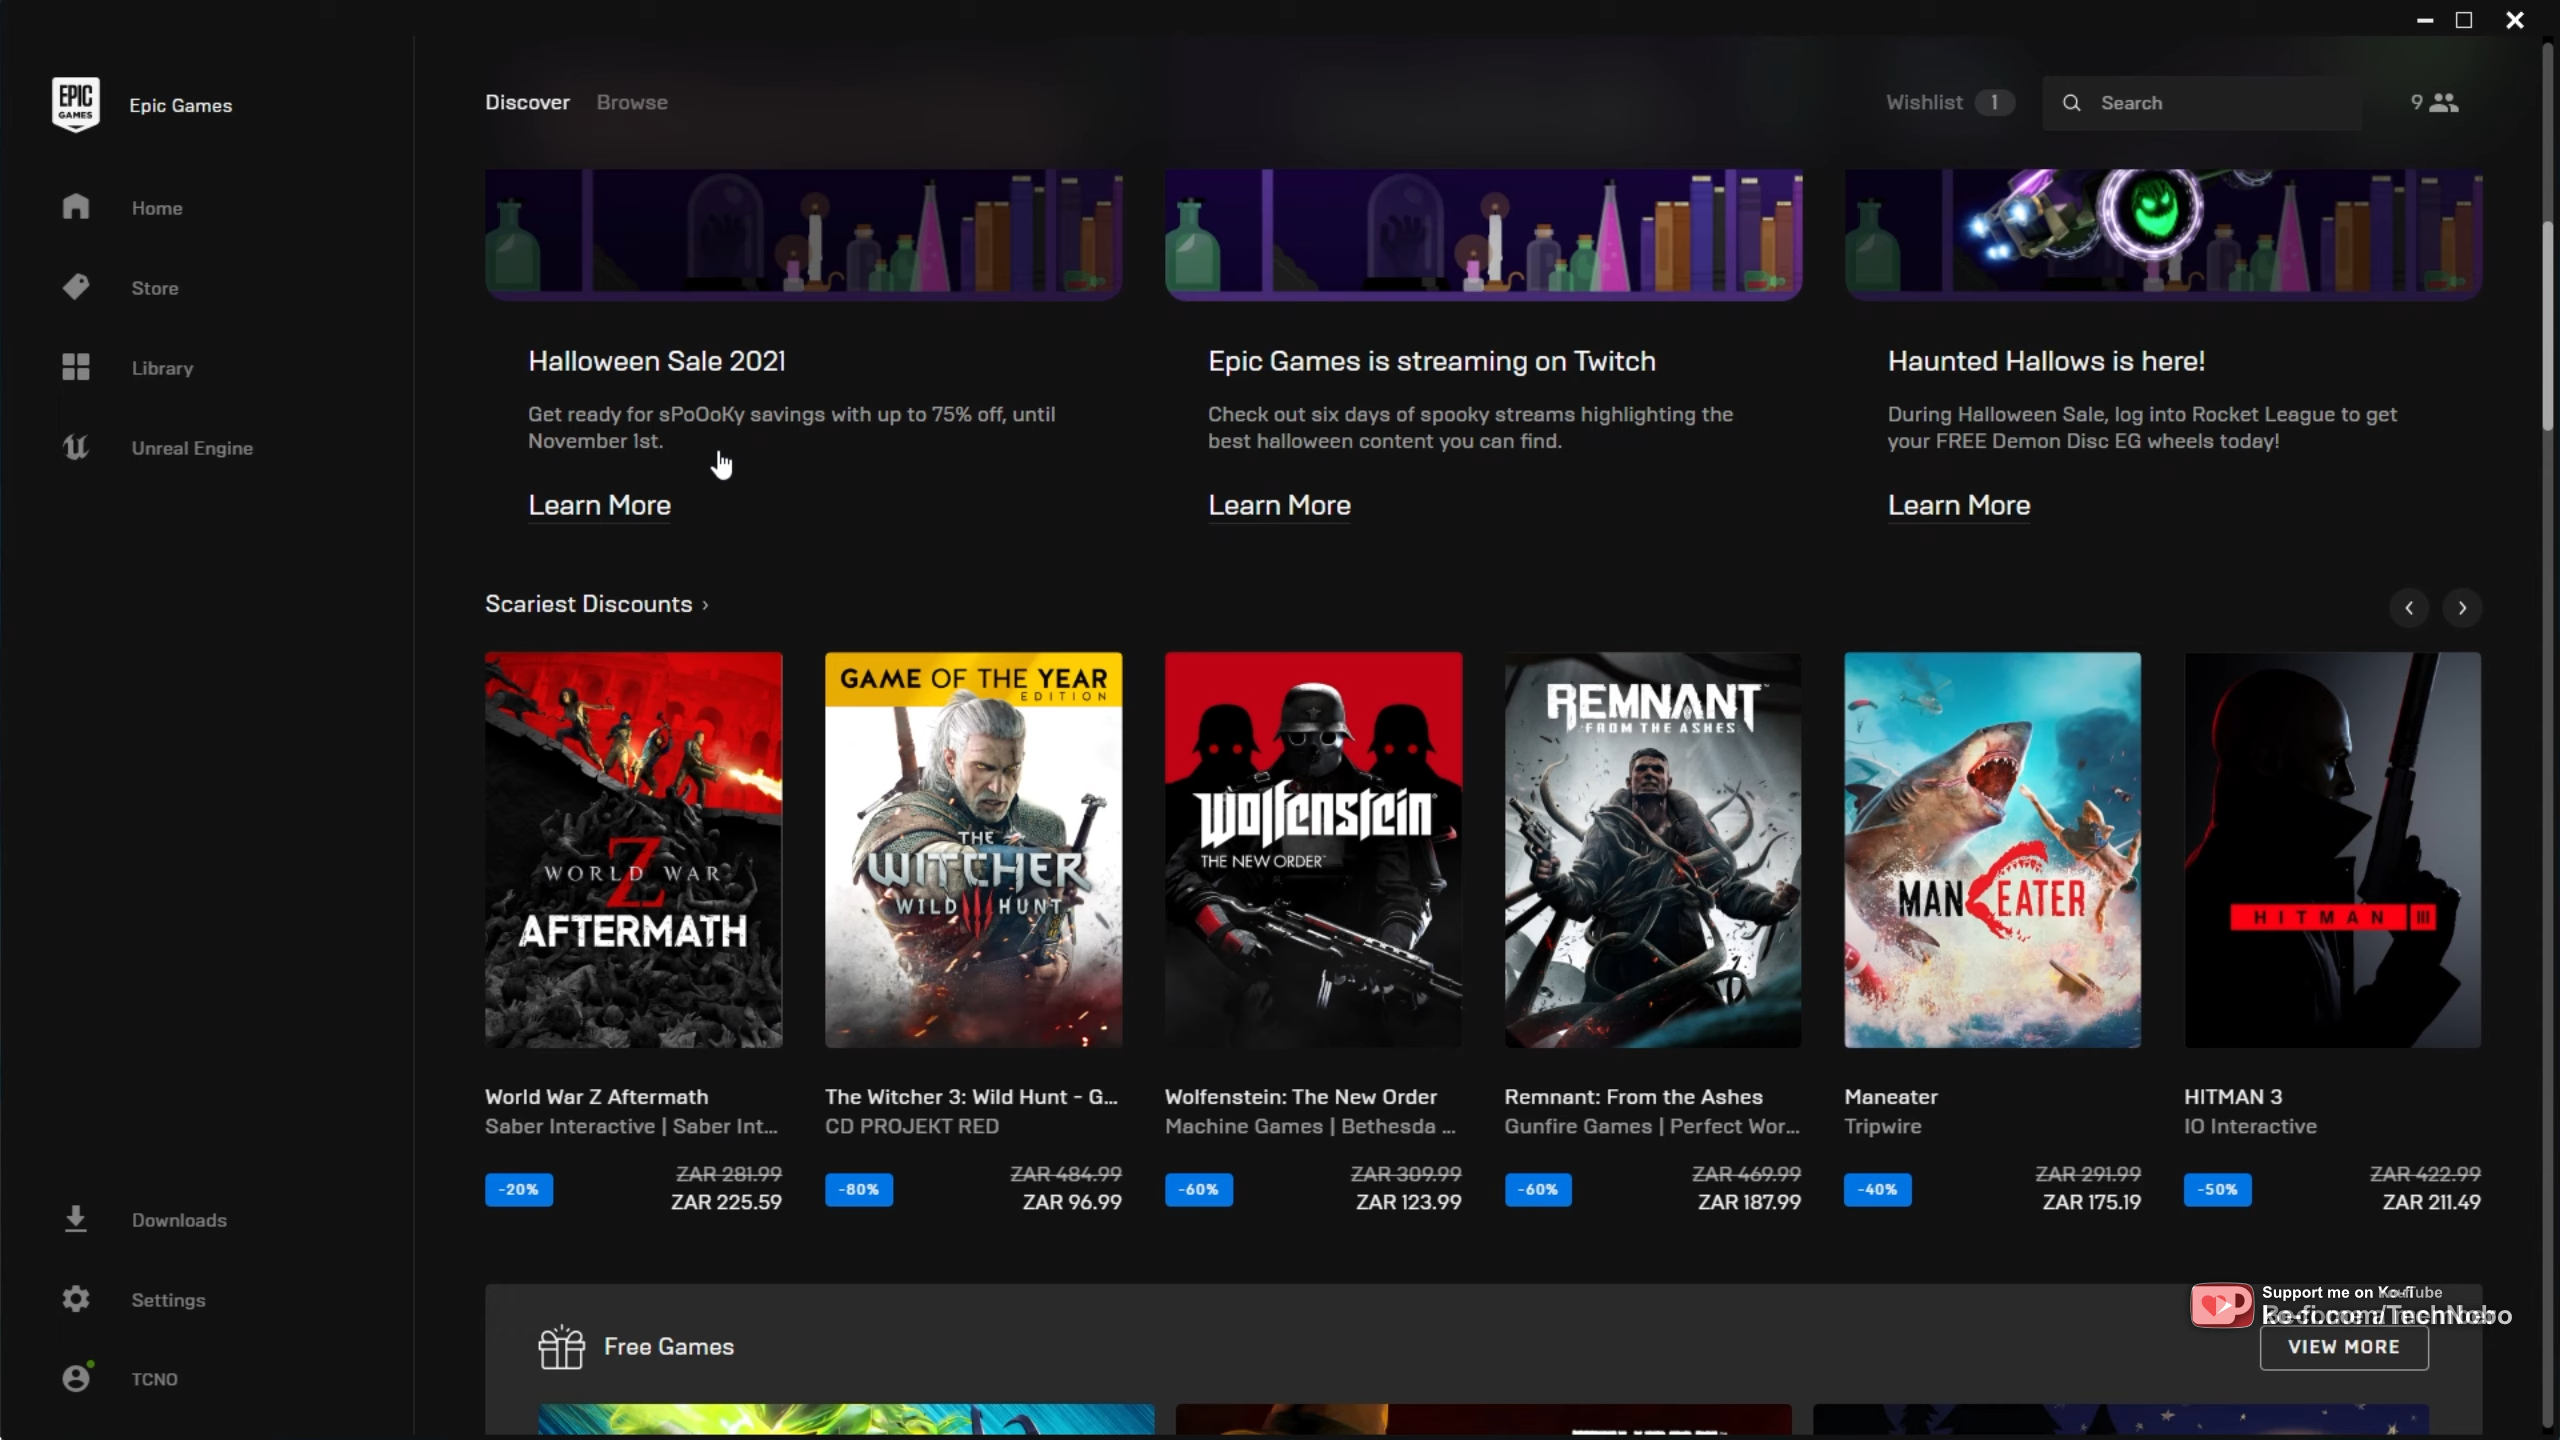 EPIC
GAMES
Epic Games
Home
Store
Library
Unreal Engine
Downloads
Settings
TCNO
Discover
Browse
Wishlist 1
Search
9
Halloween Sale 2021
Get ready for sPoOoKy savings with up to 75% off, until
November 1st.
Learn More
Epic Games is streaming on Twitch
Check out six days of spooky streams highlighting the
best halloween content you can find.
Learn More
Haunted Hallows is here!
During Halloween Sale, log into Rocket League to get
your FREE Demon Disc EG wheels today!
Learn More
Scariest Discounts
WORLD WAR
Z
AFTERMATH
World War Z Aftermath
Saber Interactive | Saber Int...
-20%
ZAR 281.99
ZAR 225.59
GAME OF THE YEAR
EDITION
THE
WITCHER
WILD III HUNT
The Witcher 3: Wild Hunt - G...
CD PROJEKT RED
-80%
ZAR 484.99
ZAR 96.99
Wolfenstein
THE NEW ORDER
Wolfenstein: The New Order
Machine Games | Bethesda ...
-60%
ZAR 309.99
ZAR 123.99
REMNANT
FROM THE ASHES
Remnant: From the Ashes
Gunfire Games | Perfect Wor...
-60%
ZAR 469.99
ZAR 187.99
MANEATER
Maneater
Tripwire
-40%
ZAR 291.99
ZAR 175.19
HITMAN III
HITMAN 3
IO Interactive
-50%
ZAR 422.99
ZAR 211.49
Free Games
Support me on
VIEW MORE